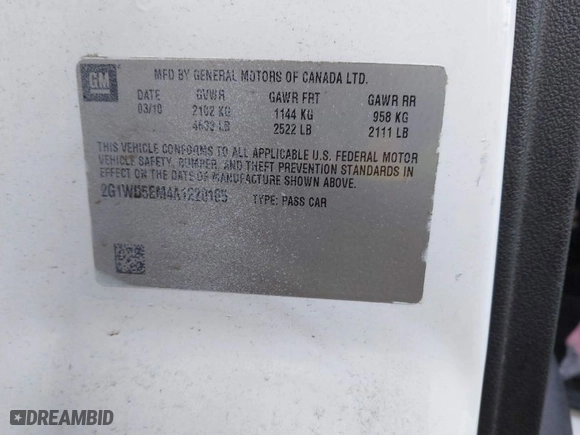 GM
MFD BY GENERAL MOTORS OF CANADA LTD.
DATE GVWR GAWR FRT GAWR RR
03/10 2102 KG 1144 KG 958 KG
4633 LB 2522 LB 2111 LB
THIS VEHICLE CONFORMS TO ALL APPLICABLE U.S. FEDERAL MOTOR
VEHICLE SAFETY, BUMPER, AND THEFT PREVENTION STANDARDS IN
EFFECT ON THE DATE OF MANUFACTURE SHOWN ABOVE.
2G1WD5EM4A1220165 TYPE: PASS CAR
DREAMBID